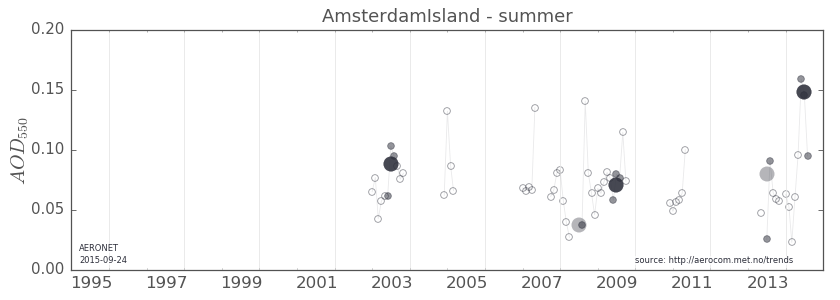 AmsterdamIsland - summer
0.20
0.15
0.10
0.05
0.00
AOD550
AERONET
2015-09-24
source: http://aerocom.met.no/trends
1995 1997 1999 2001 2003 2005 2007 2009 2011 2013